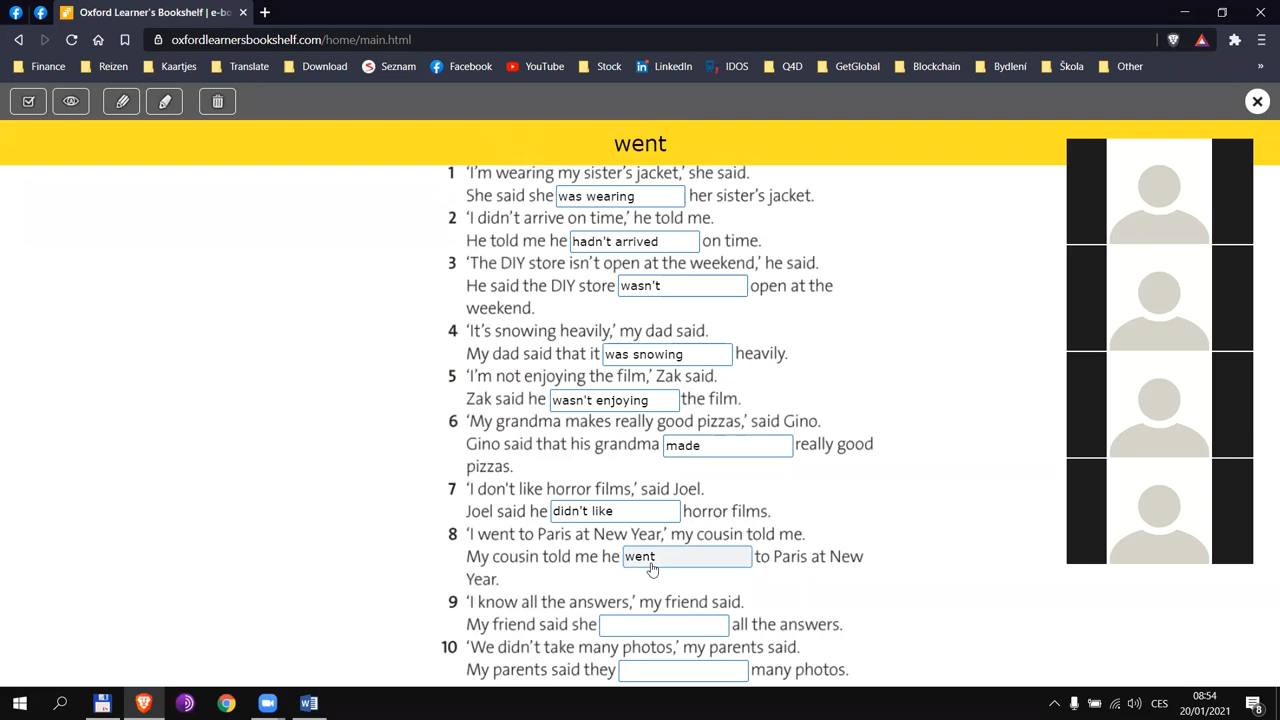 Oxford Learner's Bookshelf | e-bo
oxfordlearnersbookshelf.com/home/main.html
Finance Reizen Kaartjes Translate Download Seznam Facebook YouTube Stock LinkedIn IDOS Q4D GetGlobal Blockchain Bydlení Škola Other »
went
1 ‘I’m wearing my sister’s jacket,’ she said.
She said she was wearing her sister’s jacket.
2 ‘I didn’t arrive on time,’ he told me.
He told me he hadn't arrived on time.
3 ‘The DIY store isn’t open at the weekend,’ he said.
He said the DIY store wasn't open at the
weekend.
4 ‘It’s snowing heavily,’ my dad said.
My dad said that it was snowing heavily.
5 ‘I’m not enjoying the film,’ Zak said.
Zak said he wasn't enjoying the film.
6 ‘My grandma makes really good pizzas,’ said Gino.
Gino said that his grandma made really good
pizzas.
7 ‘I don't like horror films,’ said Joel.
Joel said he didn't like horror films.
8 ‘I went to Paris at New Year,’ my cousin told me.
My cousin told me he went to Paris at New
Year.
9 ‘I know all the answers,’ my friend said.
My friend said she all the answers.
10 ‘We didn’t take many photos,’ my parents said.
My parents said they many photos.
CES
08:54
20/01/2021
8